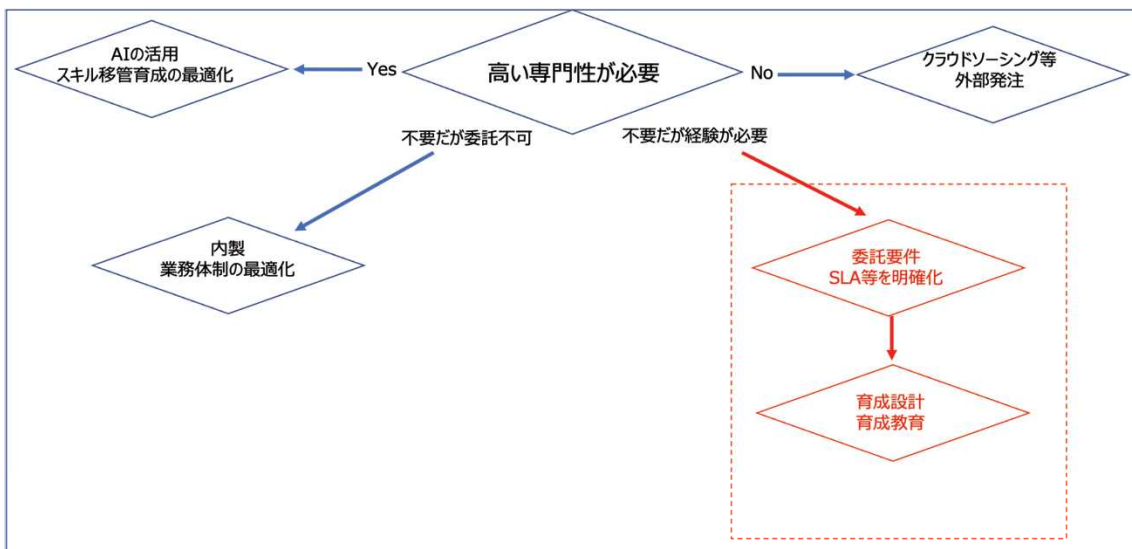 AIの活用
スキル移管育成の最適化
Yes
高い専門性が必要
No
クラウドソーシング等
外部発注
不要だが委託不可
不要だが経験が必要
内製
業務体制の最適化
委託要件
SLA等を明確化
育成設計
育成教育